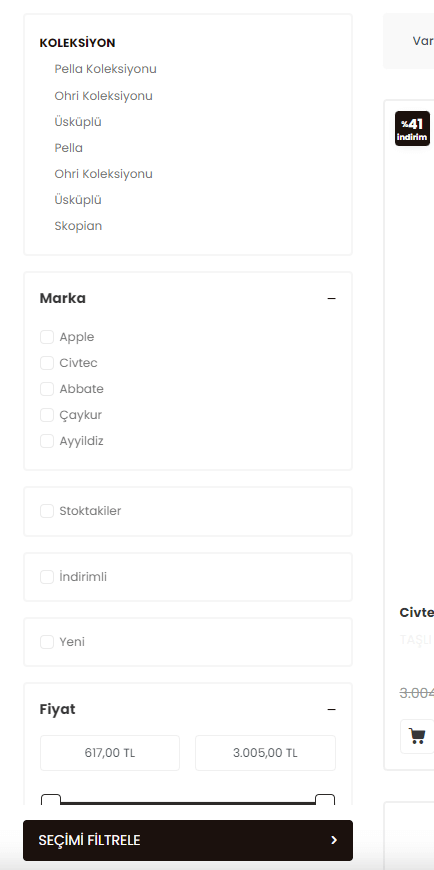 KOLEKSİYON
Pella Koleksiyonu
Ohri Koleksiyonu
Üsküplü
Pella
Ohri Koleksiyonu
Üsküplü
Skopian
Marka
Apple
Civtec
Abbate
Çaykur
Ayyildiz
Stoktakiler
İndirimli
Yeni
Fiyat
617,00 TL
3.005,00 TL
SEÇİMİ FİLTRELE
Var
%41
indirim
Civte
TAŞLI
3.004